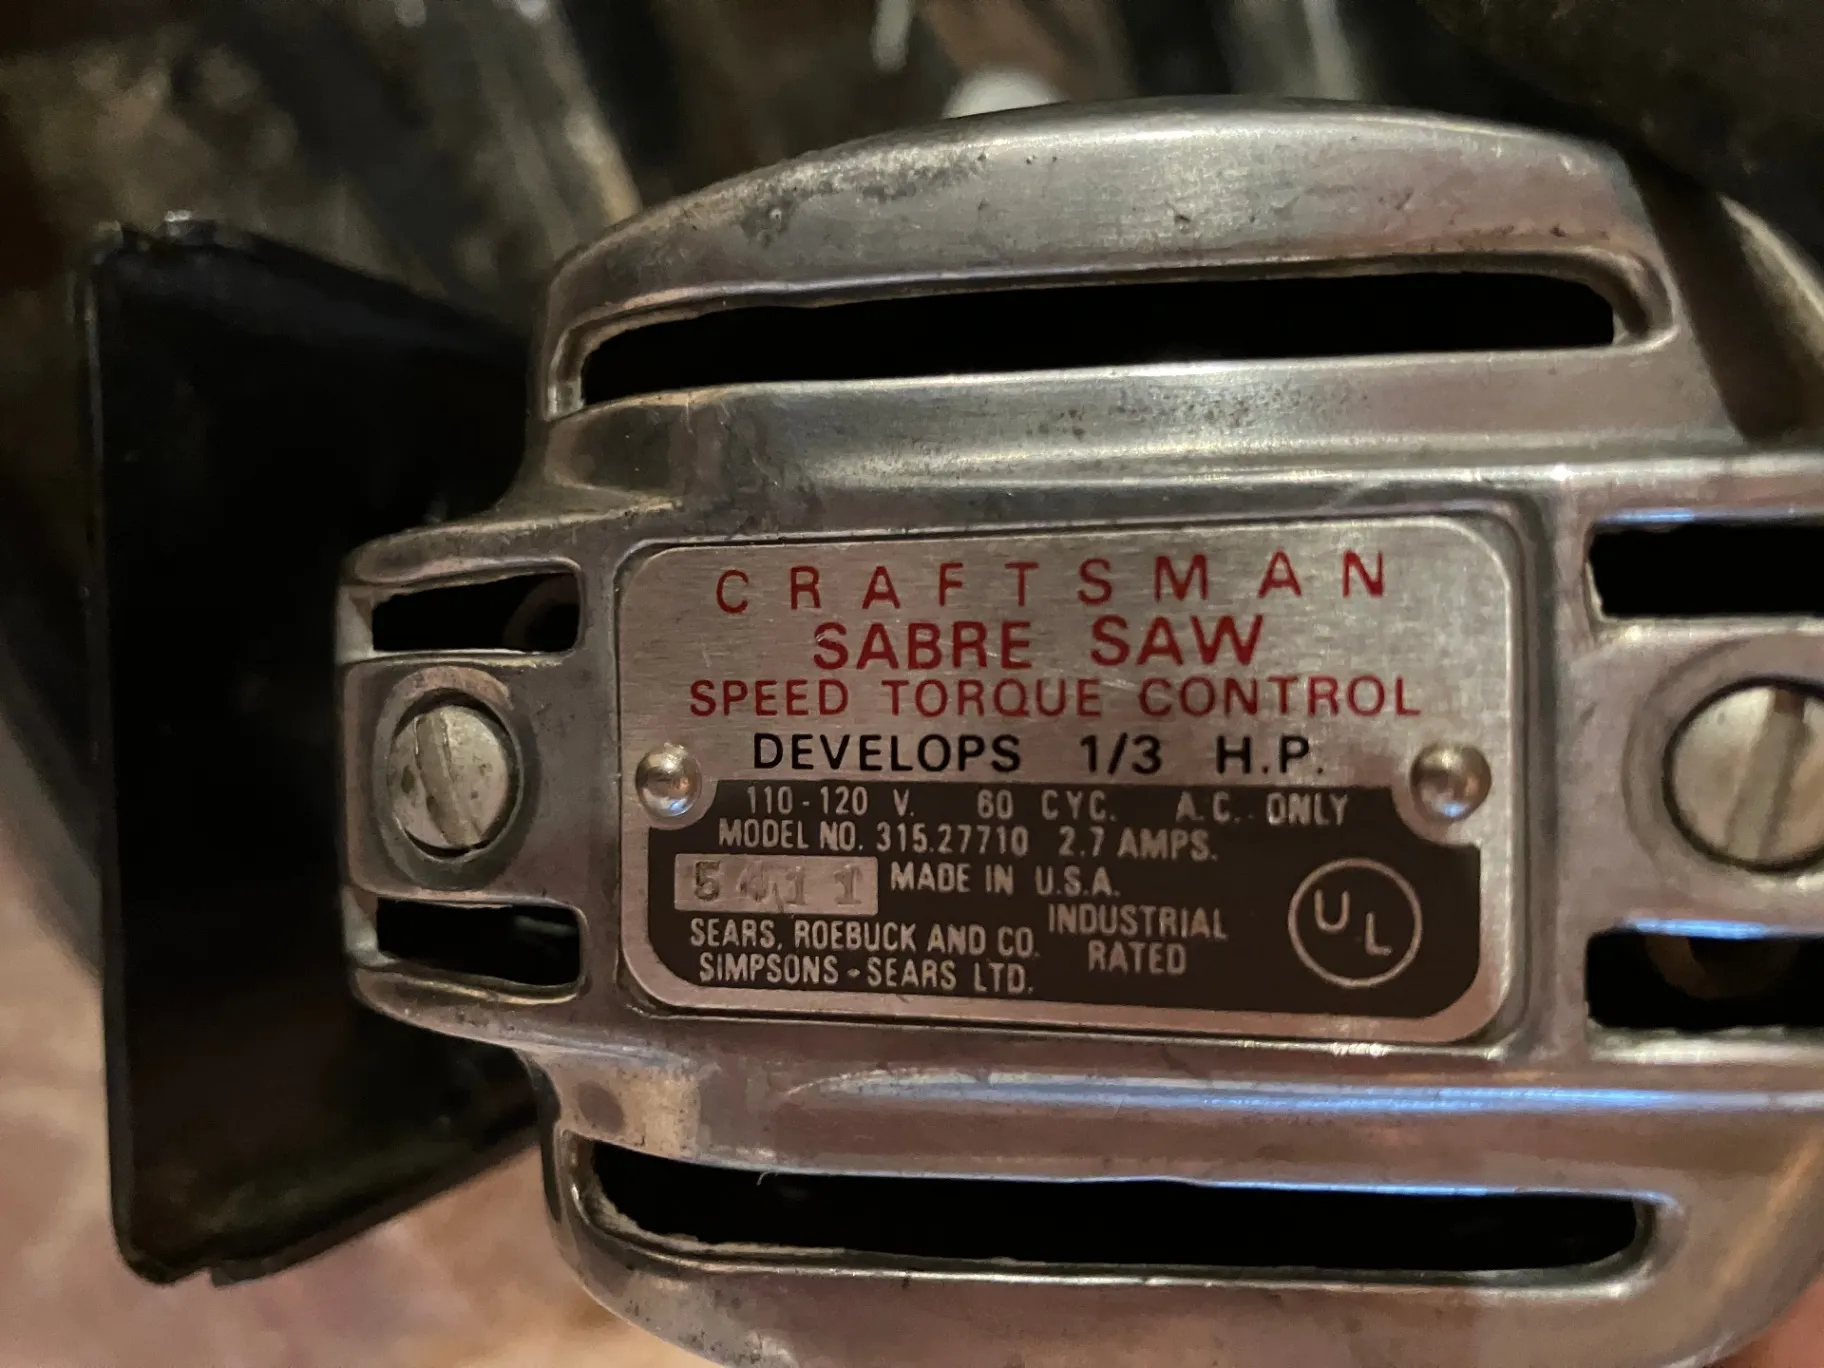 CRAFTSMAN
SABRE SAW
SPEED TORQUE CONTROL
DEVELOPS 1/3 H.P.
110-120 V. 60 CYC. A.C. ONLY
MODEL NO. 315.27710 2.7 AMPS.
5411 MADE IN U.S.A.
INDUSTRIAL
RATED
SEARS, ROEBUCK AND CO.
SIMPSONS-SEARS LTD.
UL